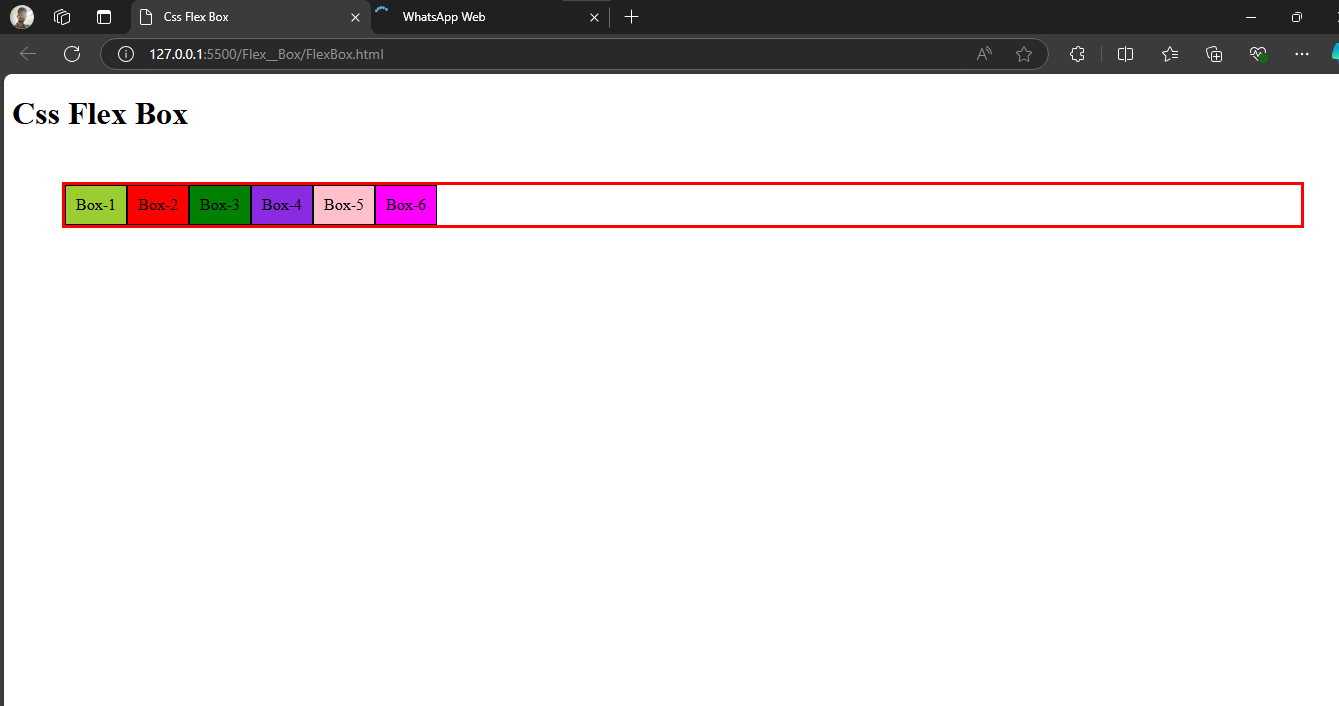 Css Flex Box
WhatsApp Web
127.0.0.1:5500/Flex__Box/FlexBox.html
Css Flex Box
Box-1 Box-2 Box-3 Box-4 Box-5 Box-6